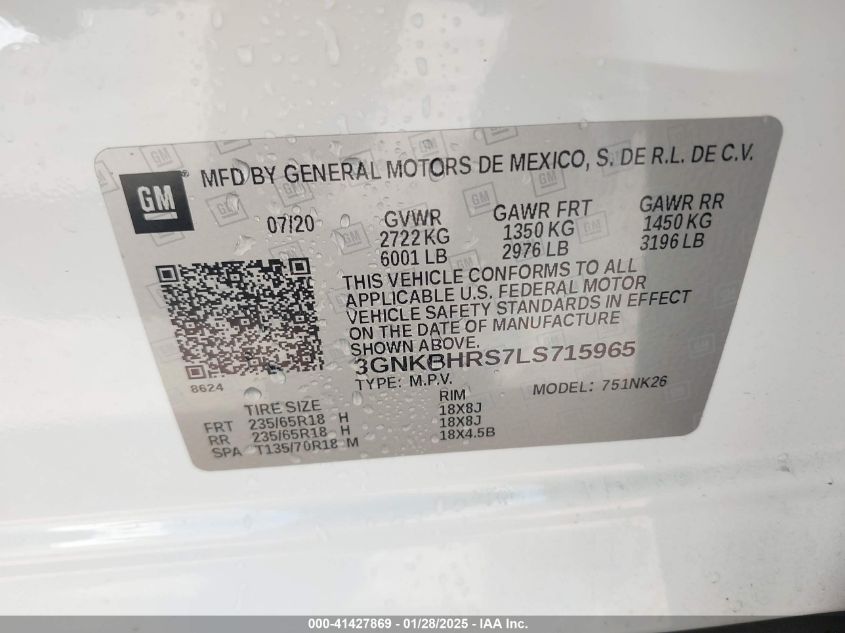 GM
MFD BY GENERAL MOTORS DE MEXICO, S. DE R.L. DE C.V.
07/20 GVWR GAWR FRT GAWR RR
2722 KG 1350 KG 1450 KG
6001 LB 2976 LB 3196 LB
THIS VEHICLE CONFORMS TO ALL
APPLICABLE U.S. FEDERAL MOTOR
VEHICLE SAFETY STANDARDS IN EFFECT
ON THE DATE OF MANUFACTURE
SHOWN ABOVE.
3GNKBHRS7LS715965
8624
TYPE: M.P.V. MODEL: 751NK26
TIRE SIZE RIM
FRT 235/65R18 H 18X8J
RR 235/65R18 H 18X8J
SPA T135/70R18 M 18X4.5B
000-41427869 - 01/28/2025 - IAA Inc.